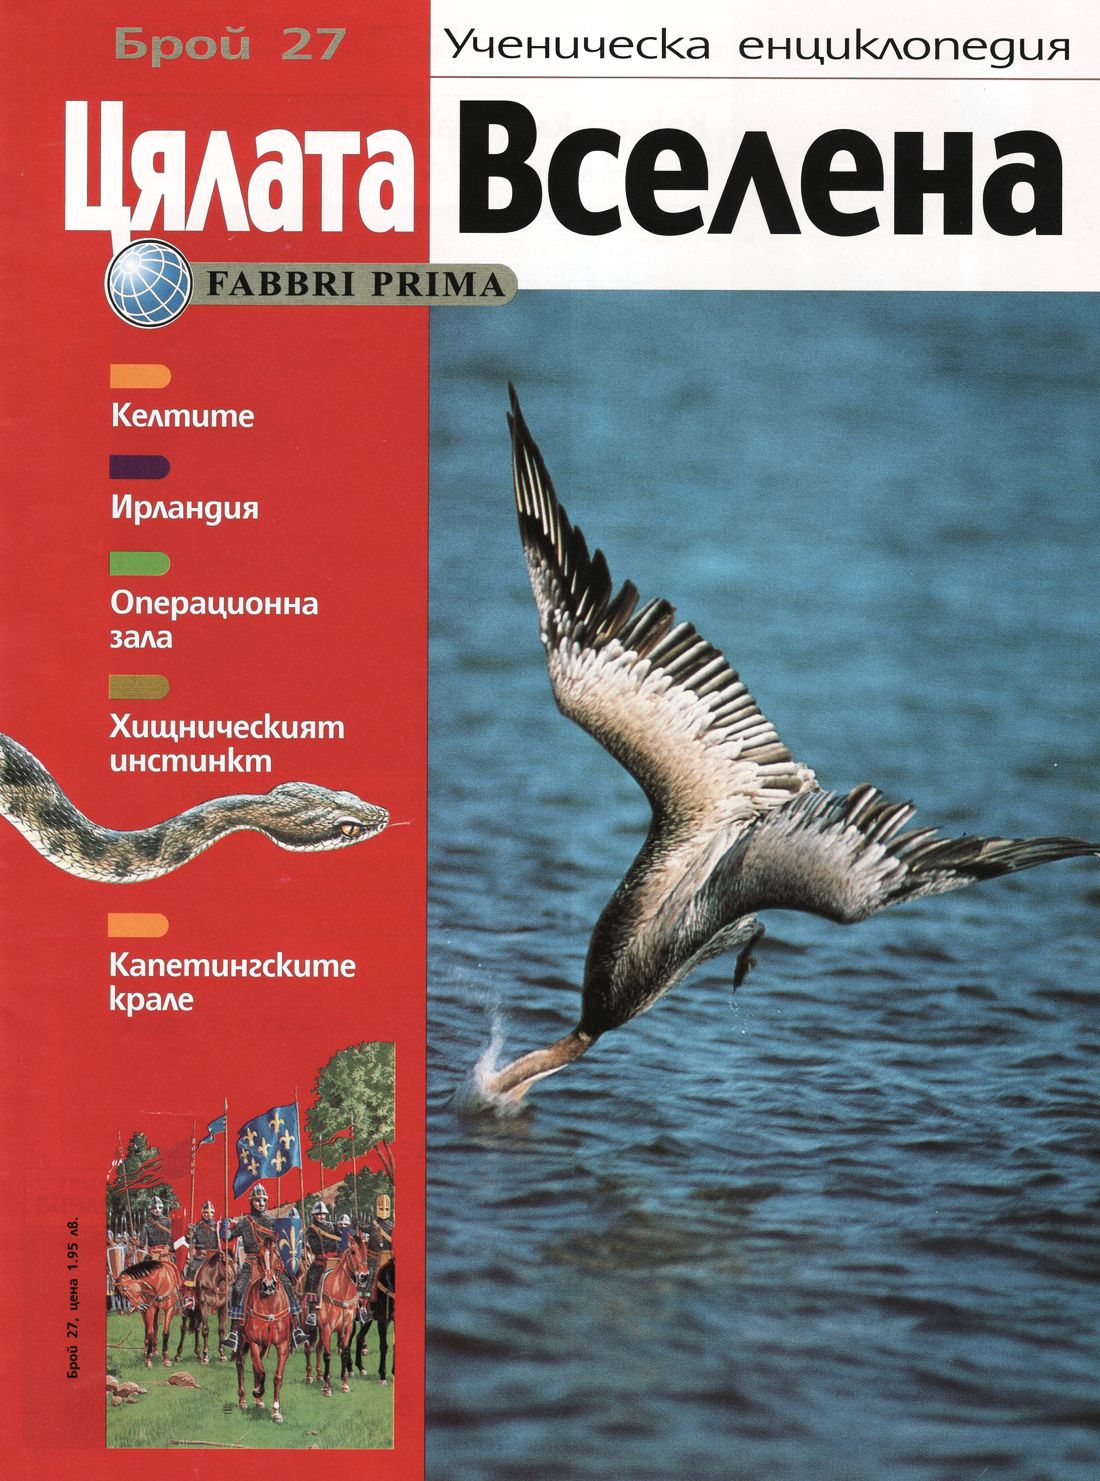 Брой 27
Ученическа енциклопедия
Цялата Вселена
FABBRI PRIMA
Келтите
Ирландия
Операционна
зала
Хищническият
инстинкт
Капетингските
крале
Брой 27, цена 1.95 лв.